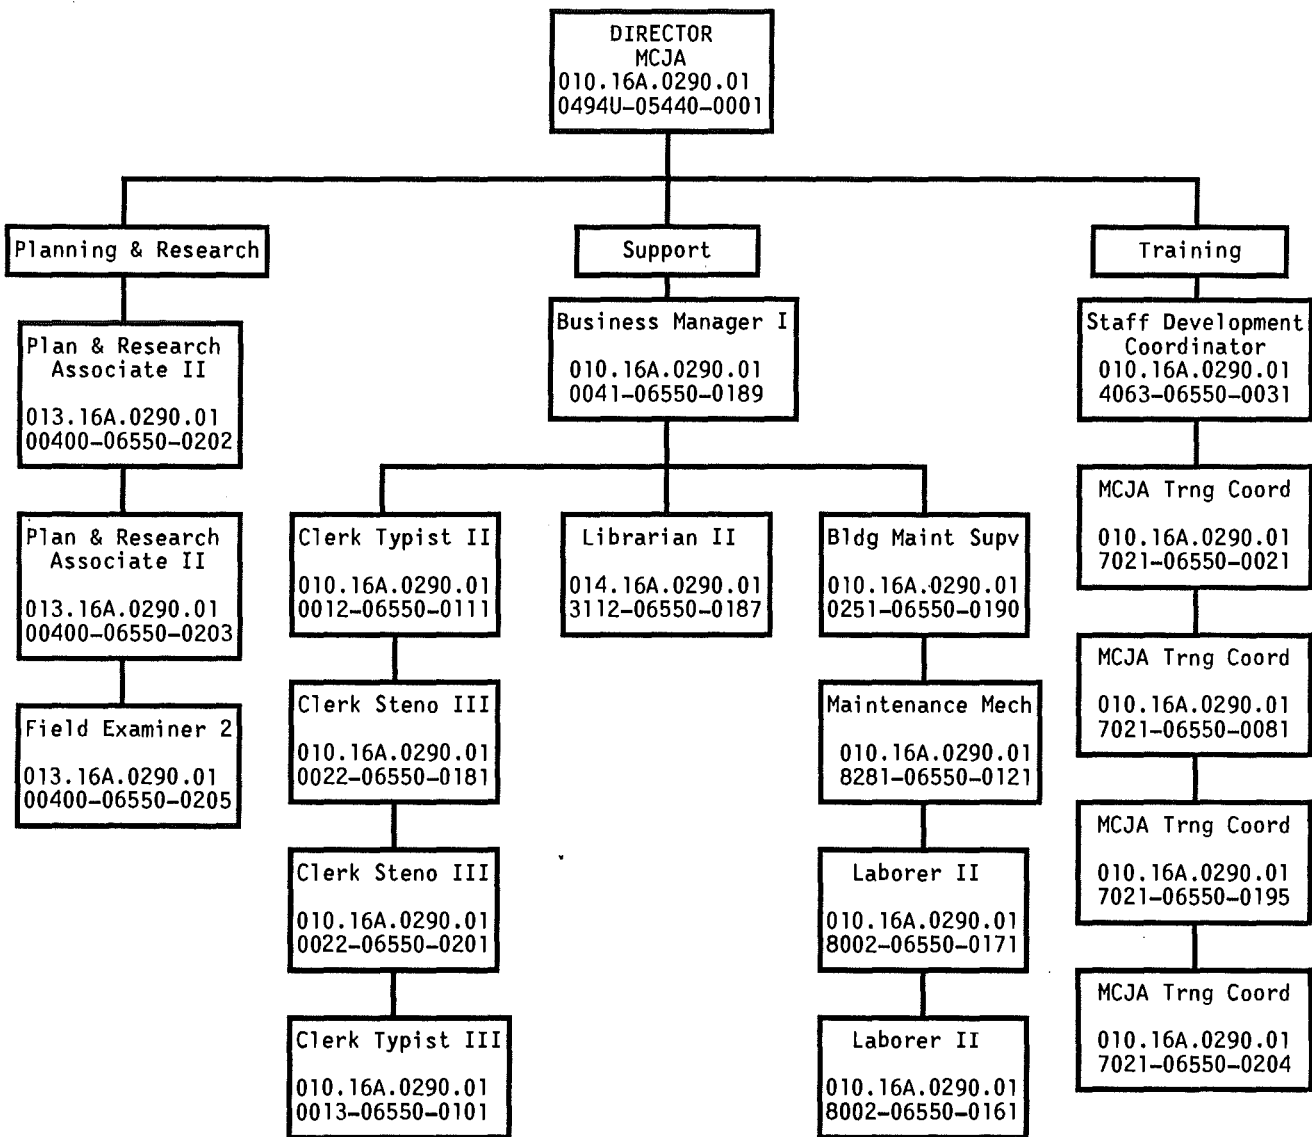 DIRECTOR
MCJA
010.16A.0290.01
0494U-05440-0001
Planning & Research
Support
Training
Plan & Research
Associate II
013.16A.0290.01
00400-06550-0202
Plan & Research
Associate II
013.16A.0290.01
00400-06550-0203
Field Examiner 2
013.16A.0290.01
00400-06550-0205
Business Manager I
010.16A.0290.01
0041-06550-0189
Clerk Typist II
010.16A.0290.01
0012-06550-0111
Clerk Steno III
010.16A.0290.01
0022-06550-0181
Clerk Steno III
010.16A.0290.01
0022-06550-0201
Clerk Typist III
010.16A.0290.01
0013-06550-0101
Librarian II
014.16A.0290.01
3112-06550-0187
Bldg Maint Supv
010.16A.0290.01
0251-06550-0190
Maintenance Mech
010.16A.0290.01
8281-06550-0121
Laborer II
010.16A.0290.01
8002-06550-0171
Laborer II
010.16A.0290.01
8002-06550-0161
Staff Development
Coordinator
010.16A.0290.01
4063-06550-0031
MCJA Trng Coord
010.16A.0290.01
7021-06550-0021
MCJA Trng Coord
010.16A.0290.01
7021-06550-0081
MCJA Trng Coord
010.16A.0290.01
7021-06550-0195
MCJA Trng Coord
010.16A.0290.01
7021-06550-0204